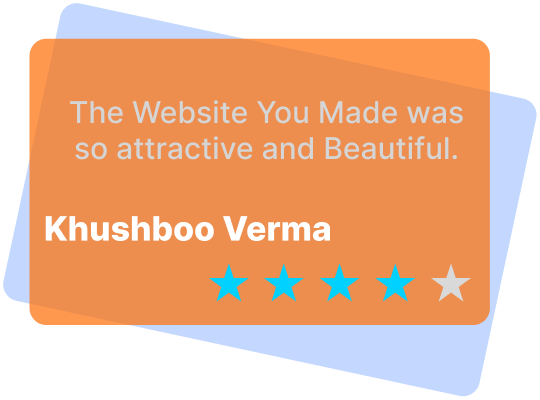 The Website You Made was
so attractive and Beautiful.
Khushboo Verma